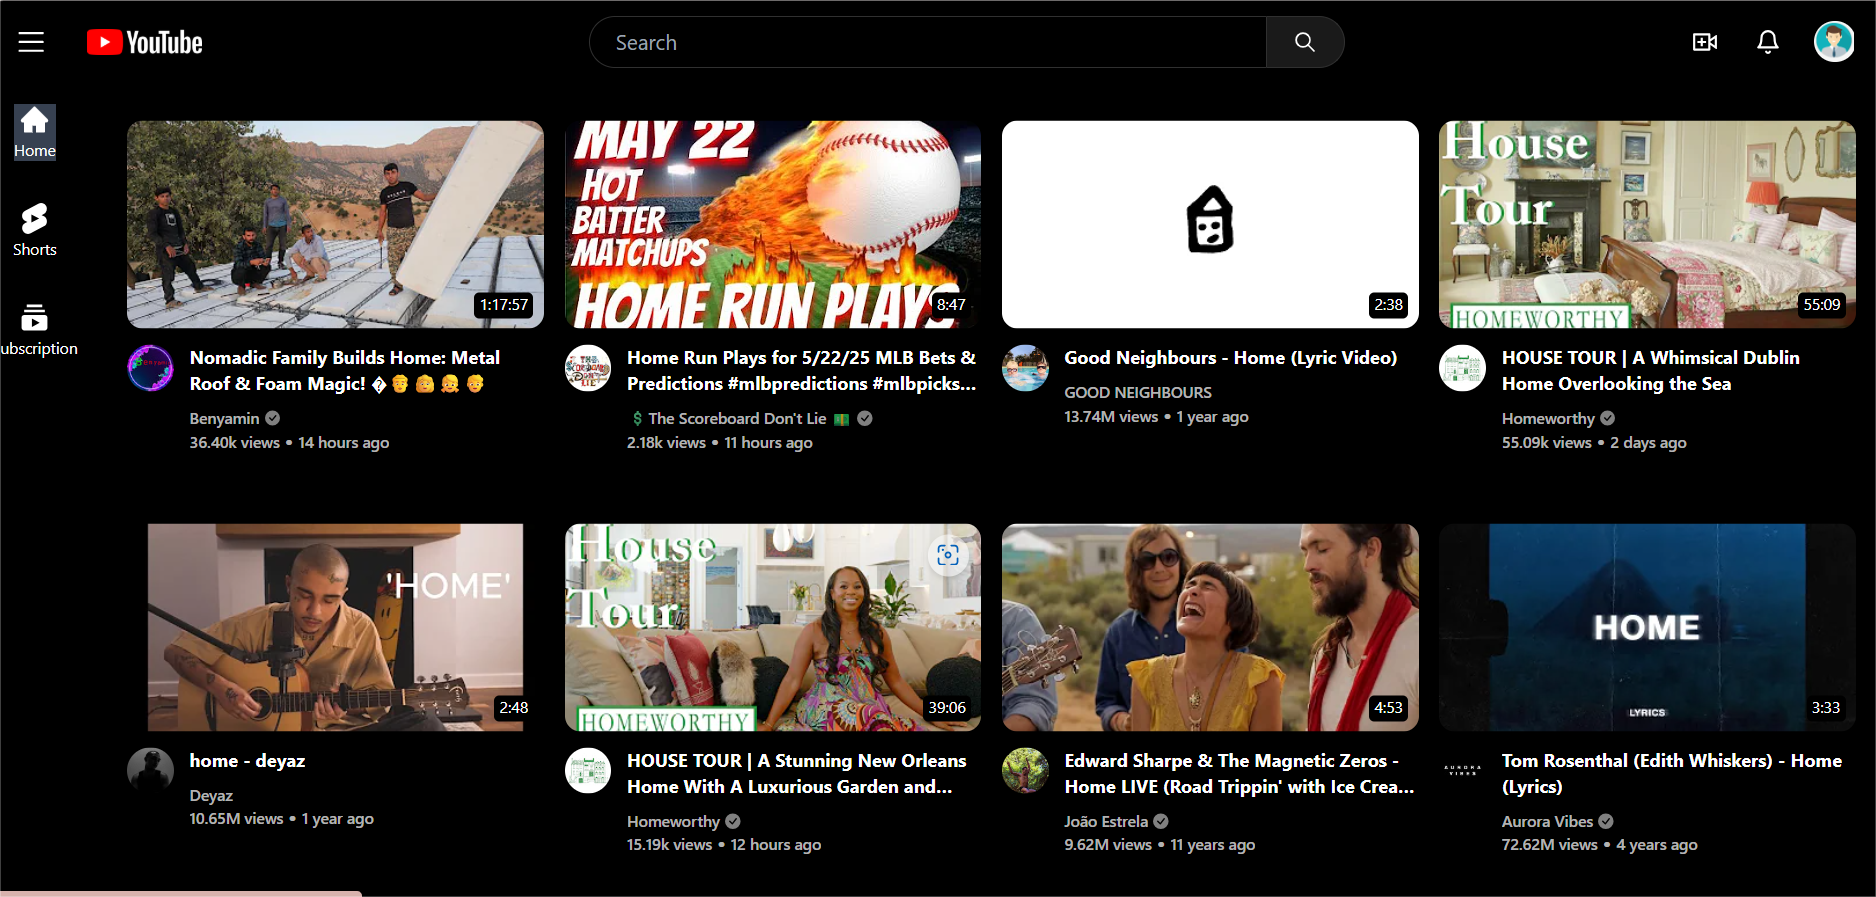 YouTube
Search
Home
Shorts
ubscription
MAY 22
HOT
BATTER
MATCHUPS
HOME RUN PLAYS
House
Tour
HOMEWORTHY
1:17:57
8:47
2:38
55:09
Nomadic Family Builds Home: Metal
Roof & Foam Magic! �👨👩👧👦
Benyamin
36.40k views • 14 hours ago
THE SCOREBOARD DON'T LIE
Home Run Plays for 5/22/25 MLB Bets &
Predictions #mlbpredictions #mlbpicks...
💲 The Scoreboard Don't Lie 💵
2.18k views • 11 hours ago
Good Neighbours - Home (Lyric Video)
GOOD NEIGHBOURS
13.74M views • 1 year ago
HOUSE TOUR | A Whimsical Dublin
Home Overlooking the Sea
Homeworthy
55.09k views • 2 days ago
'HOME'
2:48
House
Tour
HOMEWORTHY
39:06
4:53
HOME
LYRICS
3:33
home - deyaz
Deyaz
10.65M views • 1 year ago
HOUSE TOUR | A Stunning New Orleans
Home With A Luxurious Garden and...
Homeworthy
15.19k views • 12 hours ago
Edward Sharpe & The Magnetic Zeros -
Home LIVE (Road Trippin' with Ice Crea...
João Estrela
9.62M views • 11 years ago
AURORA
VIBES
Tom Rosenthal (Edith Whiskers) - Home
(Lyrics)
Aurora Vibes
72.62M views • 4 years ago